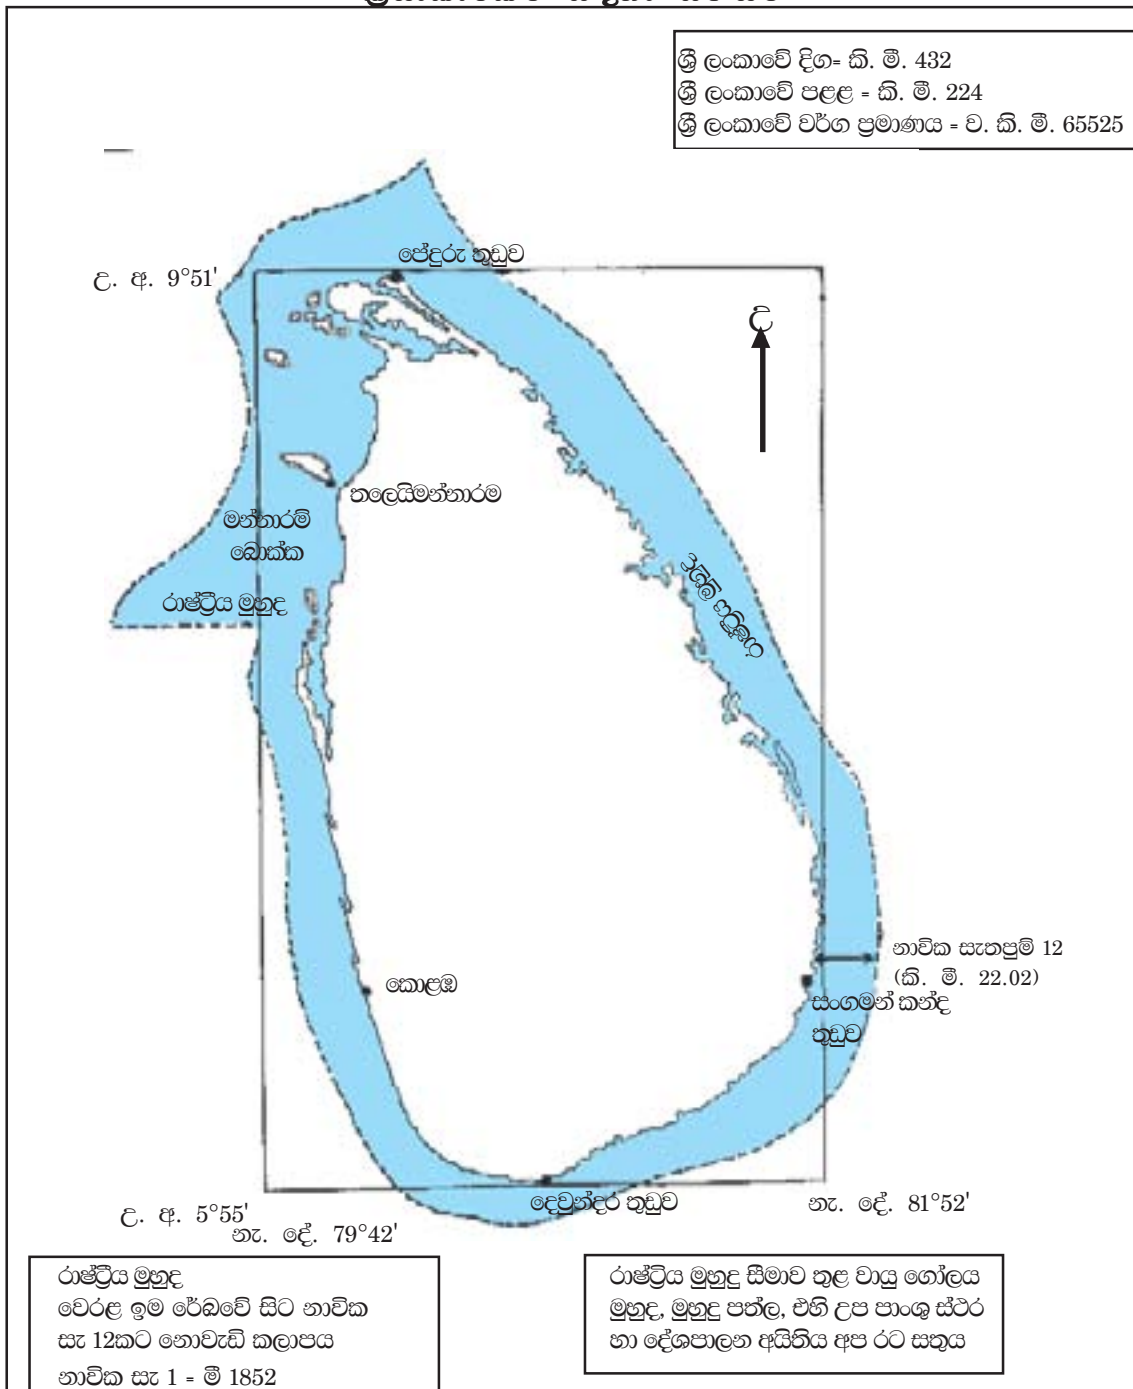 ශ්‍රී ලංකාවේ දිග= කි. මී. 432
ශ්‍රී ලංකාවේ පළළ = කි. මී. 224
ශ්‍රී ලංකාවේ වර්ග ප්‍රමාණය = ව. කි. මී. 65525
පේදුරු තුඩුව
උ. අ. 9°51'
උ
තලෙයිමන්නාරම
මන්නාරම්
බොක්ක
රාෂ්ට්‍රීය මුහුද
නාවික සැතපුම් 12
(කි. මී. 22.02)
කොළඹ
සංගමන් කන්ද
තුඩුව
දෙවුන්දර තුඩුව
නැ. දේ. 81°52'
උ. අ. 5°55'
නැ. දේ. 79°42'
රාෂ්ට්‍රීය මුහුද
වෙරළ ඉම රේඛවේ සිට නාවික
සැ 12කට නොවැඩි කලාපය
නාවික සැ 1 = මී 1852
රාෂ්ට්‍රිය මුහුදු සීමාව තුළ වායු ගෝලය
මුහුද, මුහුදු පත්ල, එහි උප පාංශු ස්ථර
හා දේශපාලන අයිතිය අප රට සතුය